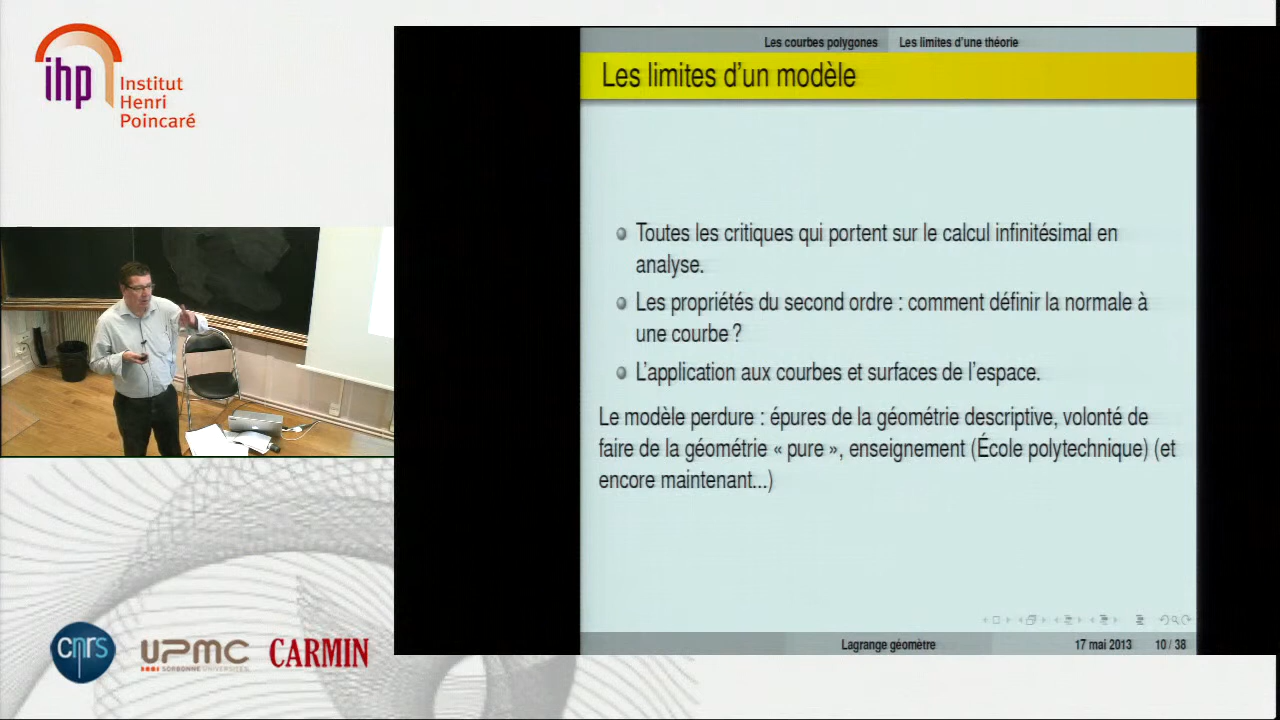 ihp
Institut
Henri
Poincaré
Les courbes polygones Les limites d'une théorie
Les limites d'un modèle
Toutes les critiques qui portent sur le calcul infinitésimal en
analyse.
Les propriétés du second ordre : comment définir la normale à
une courbe ?
L'application aux courbes et surfaces de l'espace.
Le modèle perdure : épures de la géométrie descriptive, volonté de
faire de la géométrie « pure », enseignement (École polytechnique) (et
encore maintenant...)
Lagrange géomètre 17 mai 2013 10 / 38
cnrs
UPMC
SORBONNE UNIVERSITÉS
CARMIN